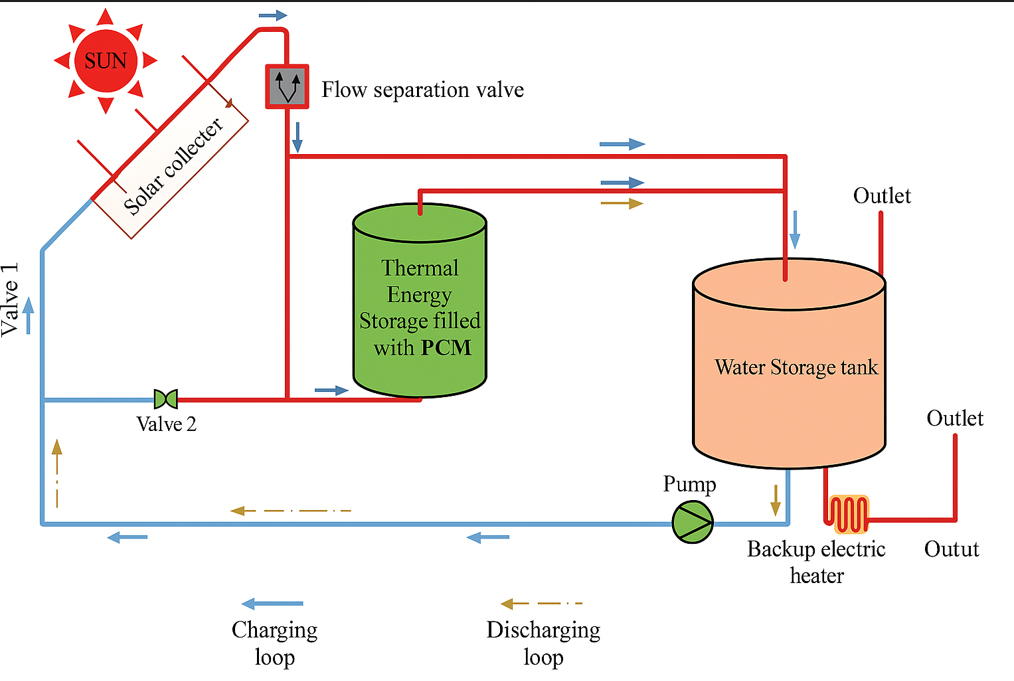 SUN
Flow separation valve
Solar collecter
Outlet
Thermal
Energy
Storage filled
with PCM
Valve 1
Water Storage tank
Valve 2
Outlet
Pump
Backup electric
heater
Outut
Charging
loop
Discharging
loop